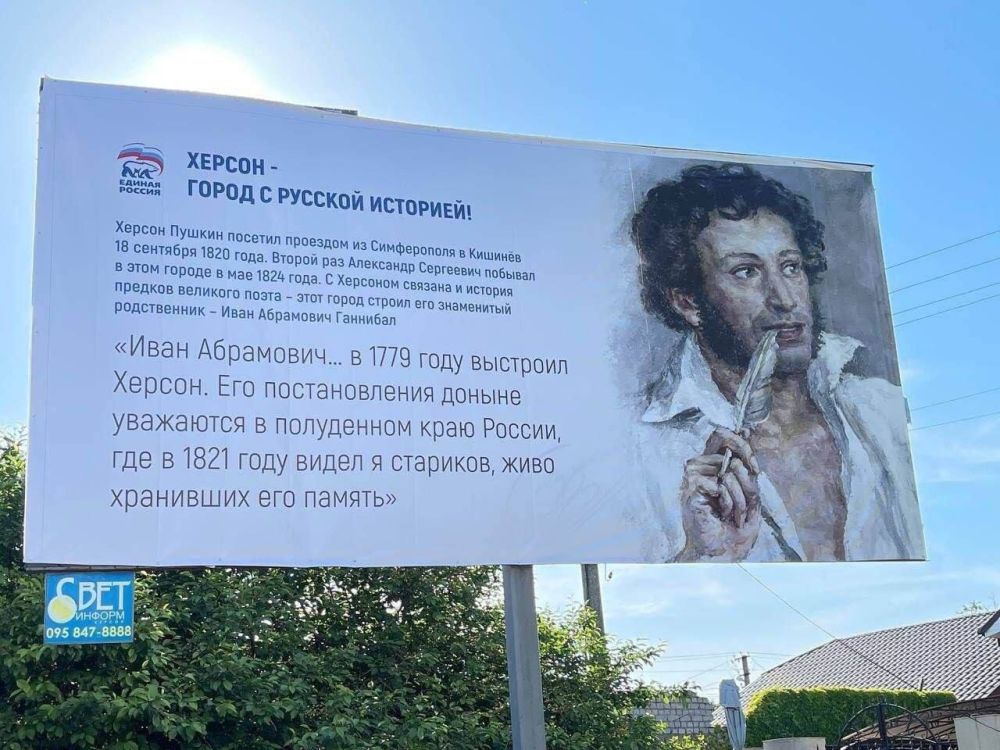 ЕДИНАЯ
РОССИЯ
ХЕРСОН -
ГОРОД С РУССКОЙ ИСТОРИЕЙ!
Херсон Пушкин посетил проездом из Симферополя в Кишинёв
18 сентября 1820 года. Второй раз Александр Сергеевич побывал
в этом городе в мае 1824 года. С Херсоном связана и история
предков великого поэта – этот город строил его знаменитый
родственник – Иван Абрамович Ганнибал
«Иван Абрамович... в 1779 году выстроил
Херсон. Его постановления доныне
уважаются в полуденном краю России,
где в 1821 году видел я стариков, живо
хранивших его память»
СВЕТ
ИНФОРМ
095 847-8888